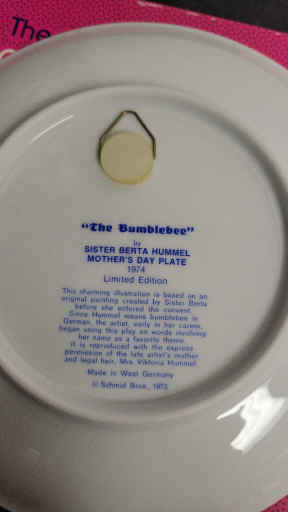 The
"The Bumblebee"
by
SISTER BERTA HUMMEL
MOTHER'S DAY PLATE
1974
Limited Edition
This charming illustration is based on an
original painting created by Sister Berta
before she entered the convent.
Since Hummel means bumblebee in
German, the artist, early in her career,
began using this play on words involving
her name as a favorite theme.
It is reproduced with the express
permission of the late artist's mother
and legal heir, Mrs. Viktoria Hummel.
Made in West Germany
© Schmid Bros., 1973